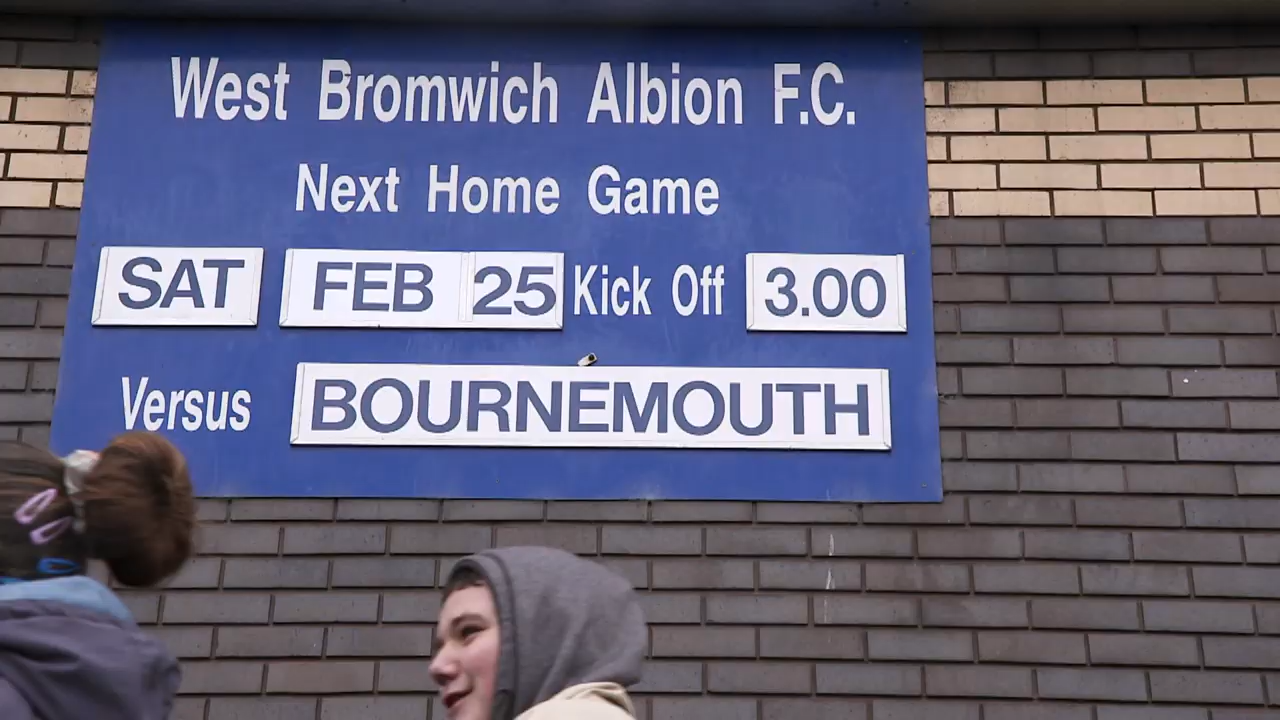 West Bromwich Albion F.C.
Next Home Game
SAT FEB 25 Kick Off 3.00
Versus BOURNEMOUTH